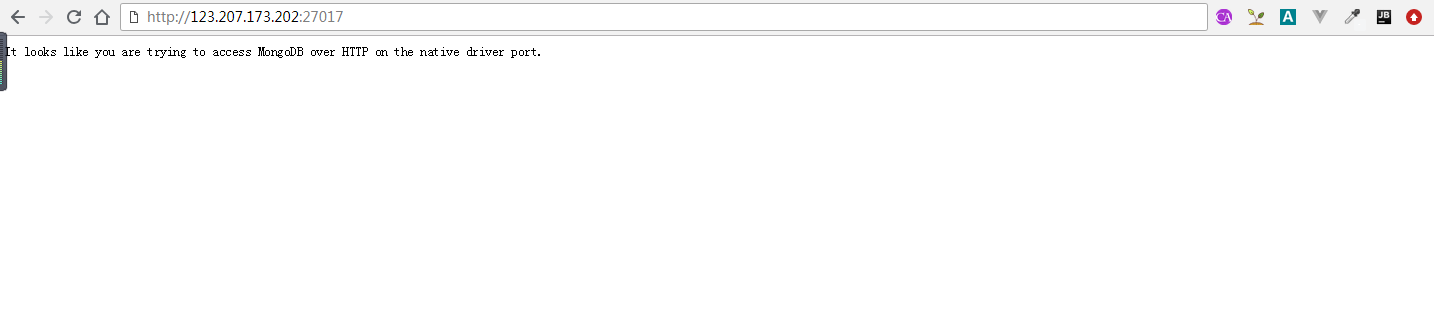 http://123.207.173.202:27017
CA
A
JB
It looks like you are trying to access MongoDB over HTTP on the native driver port.